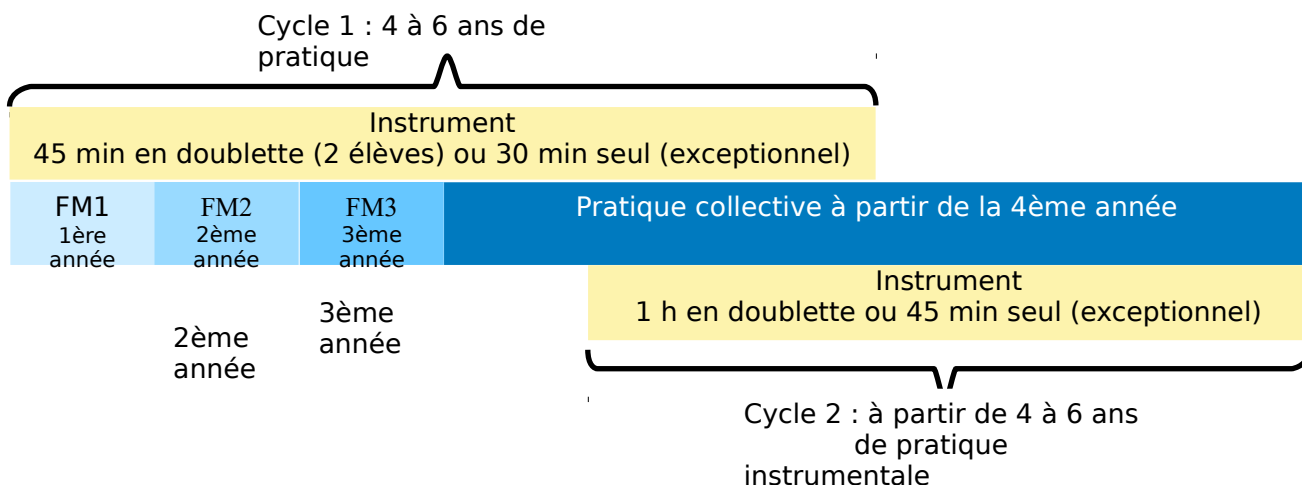 Cycle 1 : 4 à 6 ans de
pratique
Instrument
45 min en doublette (2 élèves) ou 30 min seul (exceptionnel)
FM1
1ère
année
FM2
2ème
année
FM3
3ème
année
Pratique collective à partir de la 4ème année
Instrument
1 h en doublette ou 45 min seul (exceptionnel)
2ème
année
3ème
année
Cycle 2 : à partir de 4 à 6 ans
de pratique
instrumentale